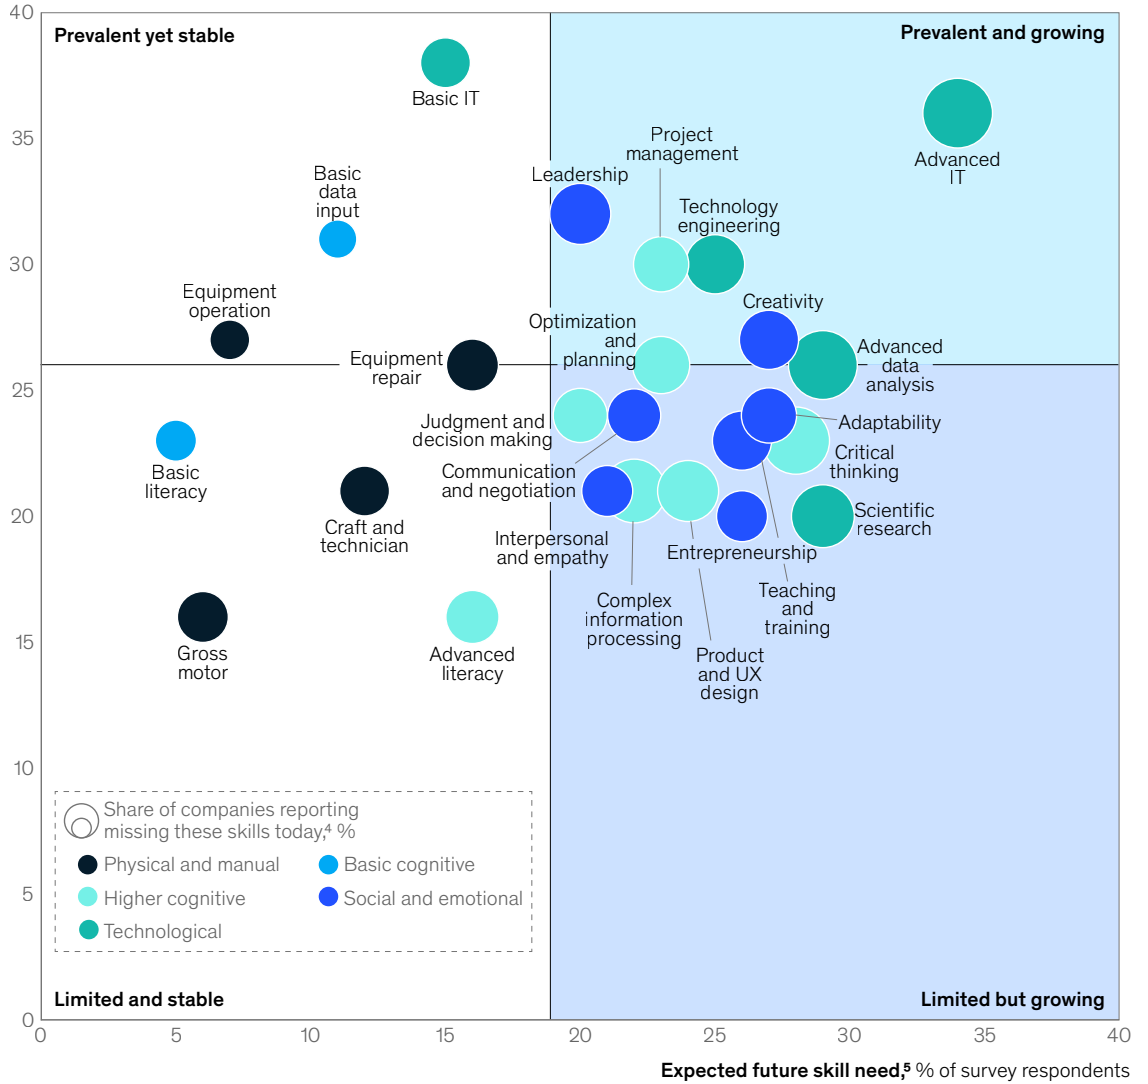 40
Prevalent yet stable
Prevalent and growing
Basic IT
35
Project
management
Advanced
IT
Basic
data
input
Leadership
Technology
engineering
30
Equipment
operation
Creativity
Optimization
and
planning
Equipment
repair
Advanced
data
analysis
25
Judgment and
decision making
Adaptability
Basic
literacy
Communication
and negotiation
Critical
thinking
20
Craft and
technician
Interpersonal
and empathy
Entrepreneurship
Scientific
research
Complex
information
processing
Teaching
and
training
15
Gross
motor
Advanced
literacy
Product
and UX
design
10
Share of companies reporting
missing these skills today,⁴ %
Physical and manual
Basic cognitive
5
Higher cognitive
Social and emotional
Technological
Limited and stable
Limited but growing
0
0 5 10 15 20 25 30 35 40
Expected future skill need,⁵ % of survey respondents